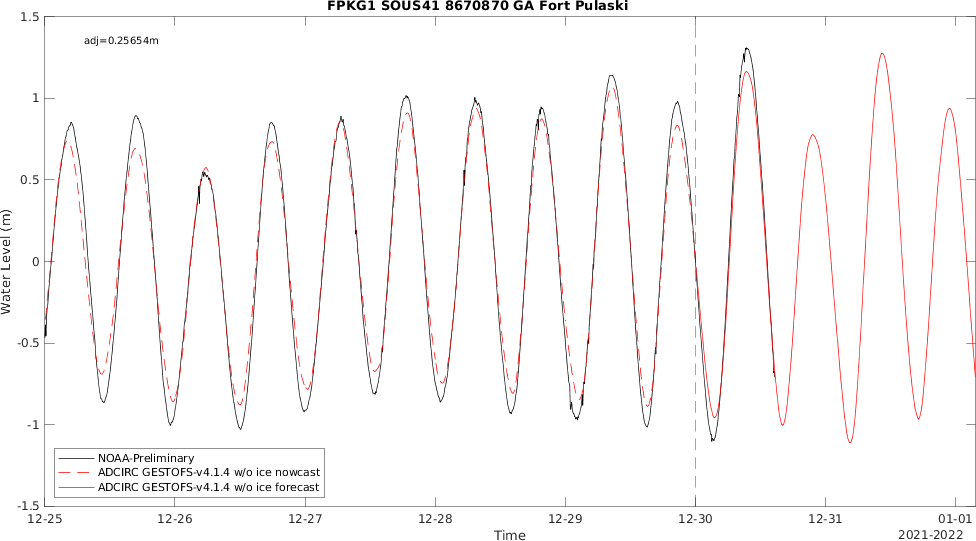 FPKG1 SOUS41 8670870 GA Fort Pulaski
adj=0.25654m
1.5
1
0.5
0
-0.5
-1
-1.5
Water Level (m)
NOAA-Preliminary
ADCIRC GESTOFS-v4.1.4 w/o ice nowcast
ADCIRC GESTOFS-v4.1.4 w/o ice forecast
12-25 12-26 12-27 12-28 12-29 12-30 12-31 01-01
Time
2021-2022